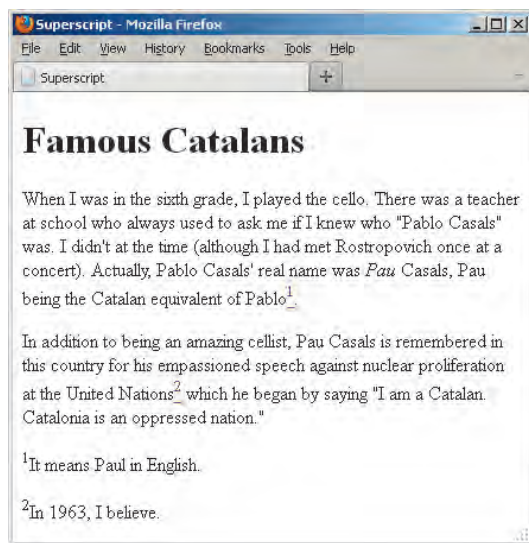 Superscript - Mozilla Firefox
File Edit View History Bookmarks Tools Help
Superscript
Famous Catalans
When I was in the sixth grade, I played the cello. There was a teacher
at school who always used to ask me if I knew who "Pablo Casals"
was. I didn't at the time (although I had met Rostropovich once at a
concert). Actually, Pablo Casals' real name was Pau Casals, Pau
being the Catalan equivalent of Pablo¹.
In addition to being an amazing cellist, Pau Casals is remembered in
this country for his empassioned speech against nuclear proliferation
at the United Nations² which he began by saying "I am a Catalan.
Catalonia is an oppressed nation."
¹It means Paul in English.
²In 1963, I believe.